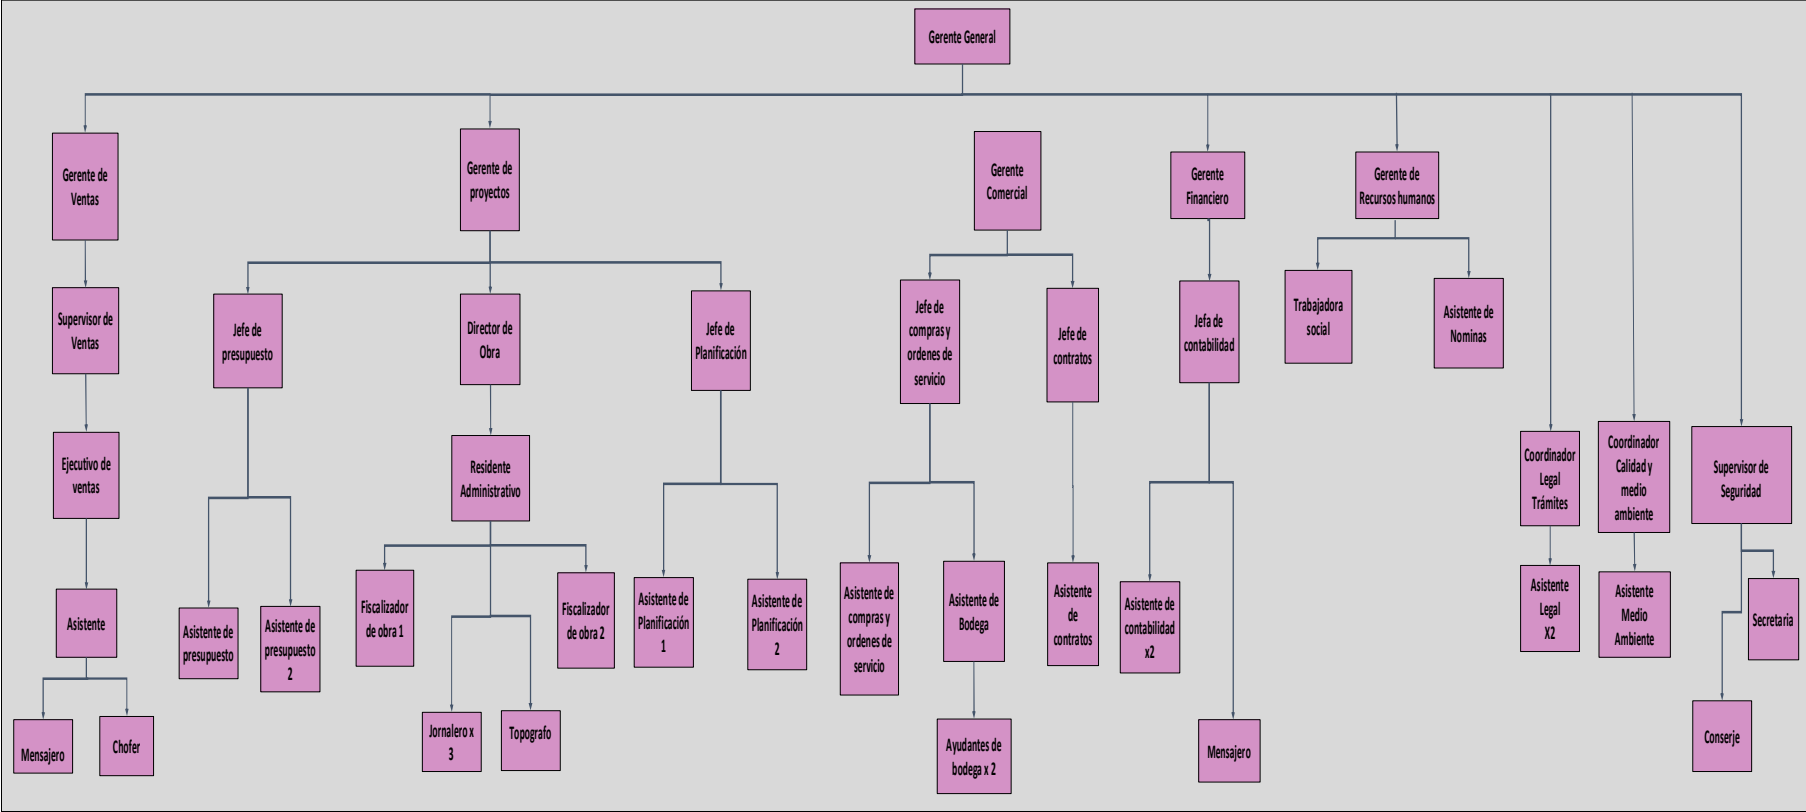 Gerente General
Gerente de
Ventas
Gerente de
proyectos
Gerente
Comercial
Gerente
Financiero
Gerente de
Recursos humanos
Supervisor de
Ventas
Jefe de
presupuesto
Director de
Obra
Jefe de
Planificación
Jefe de
compras y
ordenes de
servicio
Jefe de
contratos
Jefa de
contabilidad
Trabajadora
social
Asistente de
Nominas
Ejecutivo de
ventas
Residente
Administrativo
Coordinador
Legal
Trámites
Coordinador
Calidad y
medio
ambiente
Supervisor de
Seguridad
Asistente
Asistente de
presupuesto
Asistente de
presupuesto
2
Fiscalizador
de obra 1
Fiscalizador
de obra 2
Asistente de
Planificación
1
Asistente de
Planificación
2
Asistente de
compras y
ordenes de
servicio
Asistente de
Bodega
Asistente
de
contratos
Asistente de
contabilidad
x2
Asistente
Legal
X2
Asistente
Medio
Ambiente
Secretaria
Mensajero
Chofer
Jornalero x
3
Topografo
Ayudantes de
bodega x 2
Mensajero
Conserje